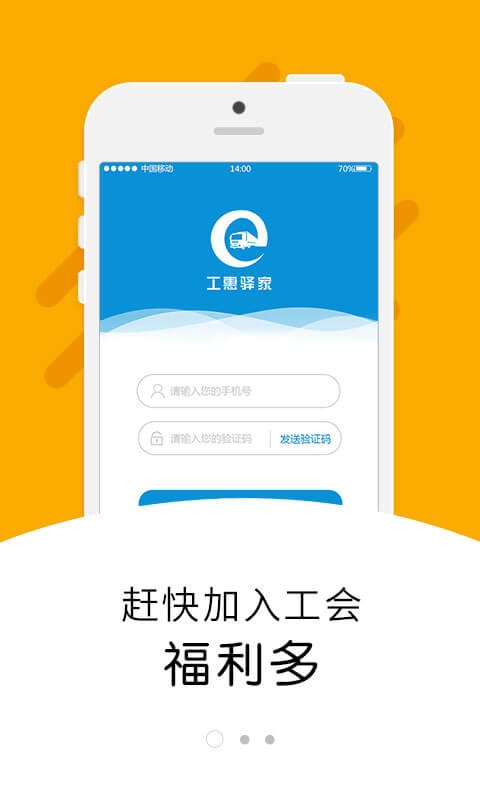 中国移动 14:00 70%
工惠驿家
请输入您的手机号
请输入您的验证码 发送验证码
赶快加入工会
福利多